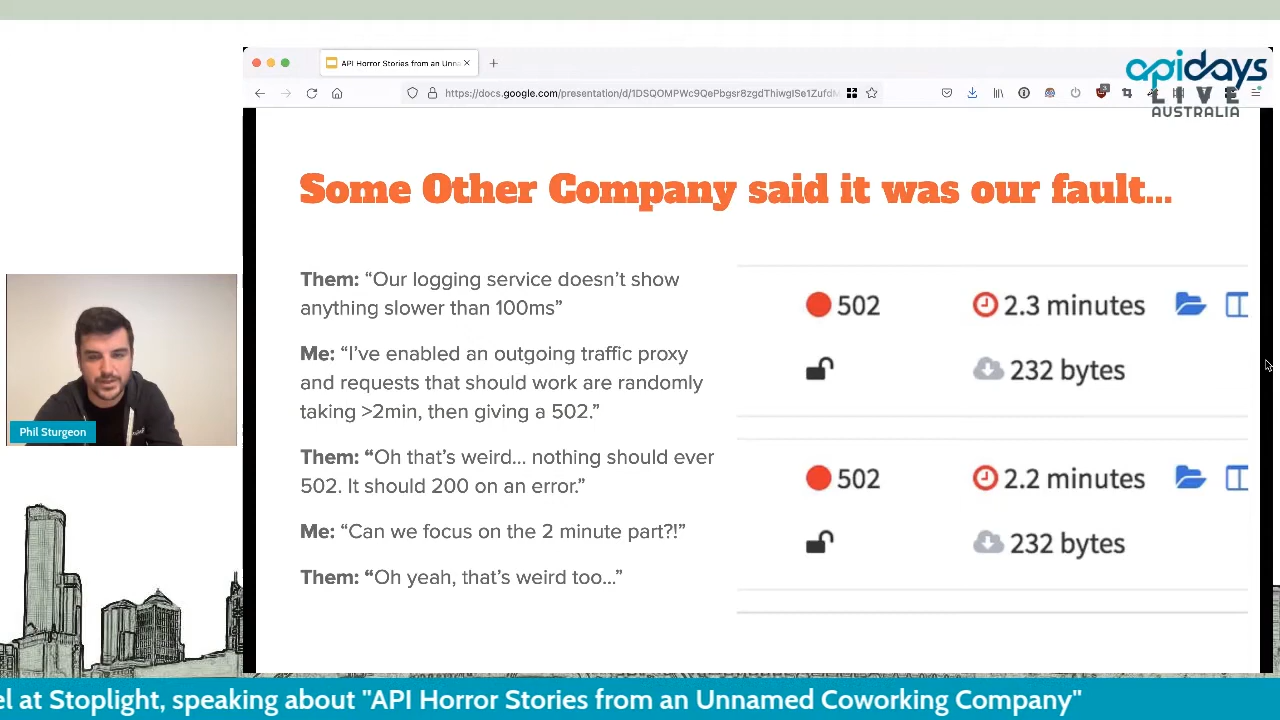 API Horror Stories from an Unn
https://docs.google.com/presentation/d/1DSQOMPWc9QePbgsr8zgdThiwglSe1ZufdM
apidays
LIVE
AUSTRALIA
Some Other Company said it was our fault...
Them: “Our logging service doesn’t show
anything slower than 100ms”
Me: “I’ve enabled an outgoing traffic proxy
and requests that should work are randomly
taking >2min, then giving a 502.”
Them: “Oh that’s weird... nothing should ever
502. It should 200 on an error.”
Me: “Can we focus on the 2 minute part?!”
Them: “Oh yeah, that’s weird too...”
502 2.3 minutes
232 bytes
502 2.2 minutes
232 bytes
Phil Sturgeon
el at Stoplight, speaking about "API Horror Stories from an Unnamed Coworking Company"